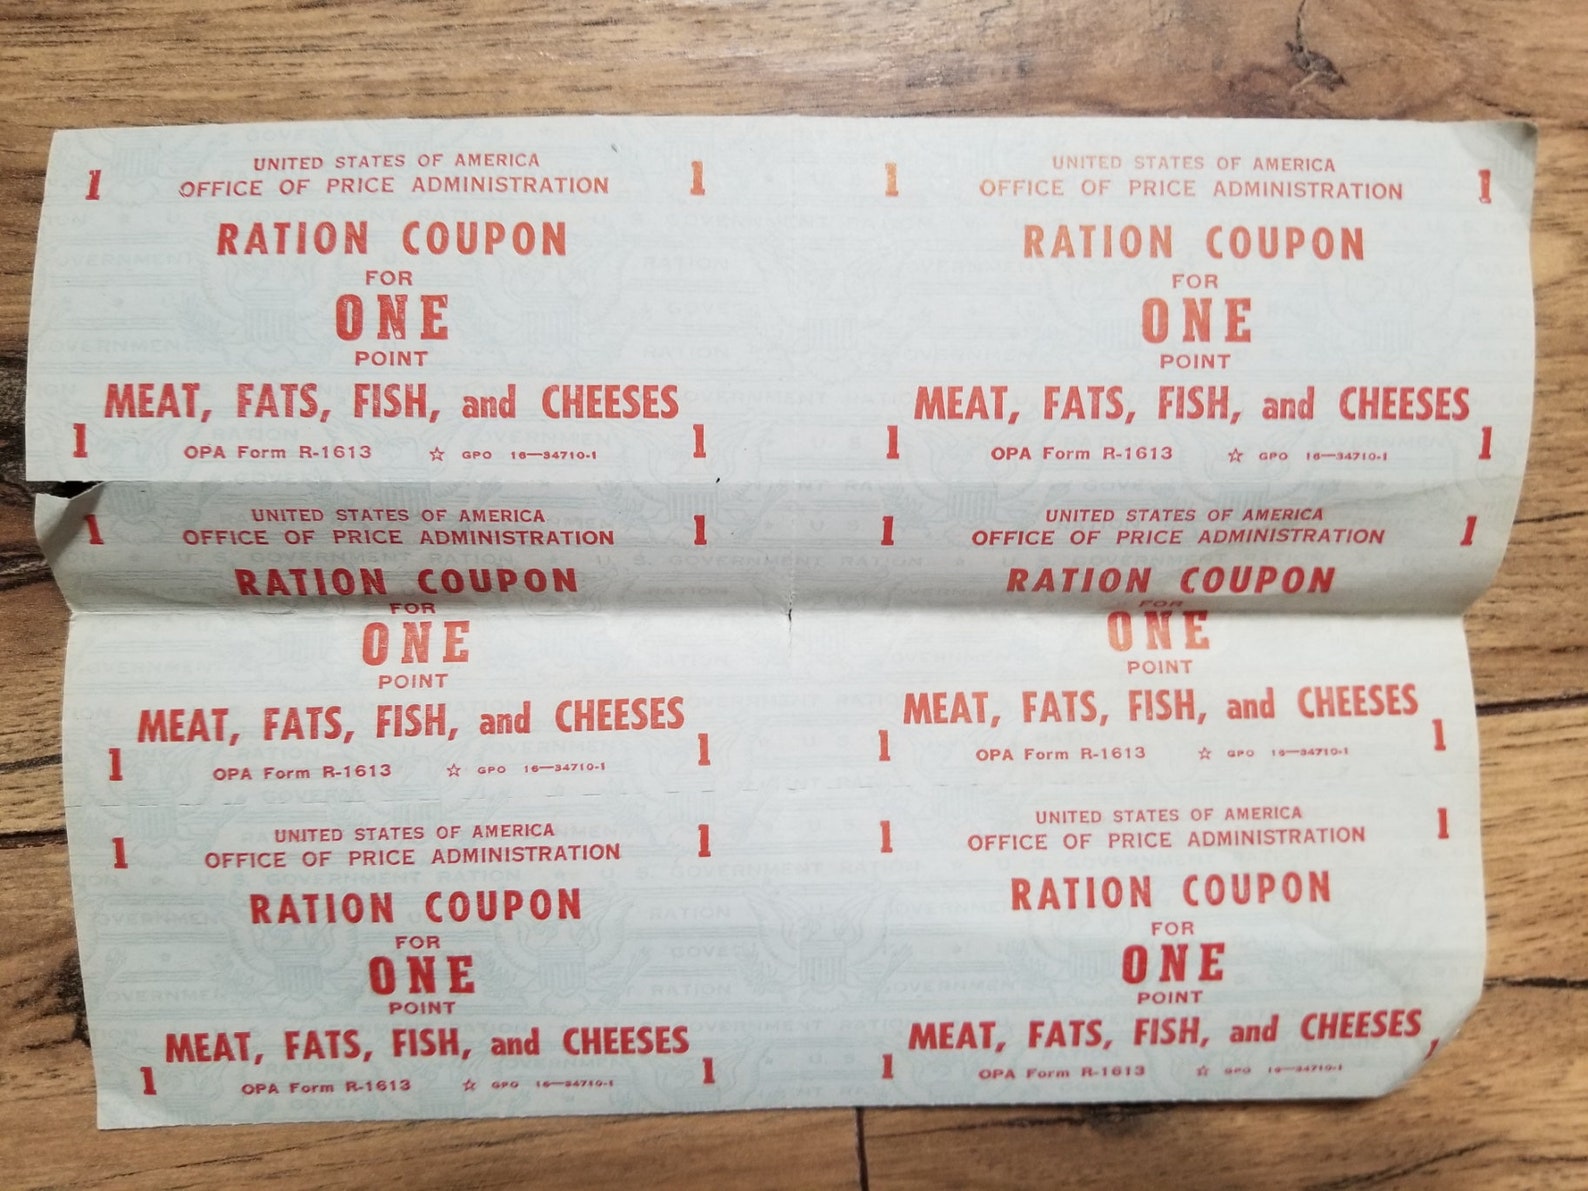 1 UNITED STATES OF AMERICA 1
OFFICE OF PRICE ADMINISTRATION
RATION COUPON
FOR
ONE
POINT
MEAT, FATS, FISH, and CHEESES
1 OPA Form R-1613 ☆ GPO 16—34710-1 1
1 UNITED STATES OF AMERICA 1
OFFICE OF PRICE ADMINISTRATION
RATION COUPON
FOR
ONE
POINT
MEAT, FATS, FISH, and CHEESES
1 OPA Form R-1613 ☆ GPO 16—34710-1 1
1 UNITED STATES OF AMERICA 1
OFFICE OF PRICE ADMINISTRATION
RATION COUPON
FOR
ONE
POINT
MEAT, FATS, FISH, and CHEESES
1 OPA Form R-1613 ☆ GPO 16—34710-1 1
1 UNITED STATES OF AMERICA 1
OFFICE OF PRICE ADMINISTRATION
RATION COUPON
FOR
ONE
POINT
MEAT, FATS, FISH, and CHEESES
1 OPA Form R-1613 ☆ GPO 16—34710-1 1
1 UNITED STATES OF AMERICA 1
OFFICE OF PRICE ADMINISTRATION
RATION COUPON
FOR
ONE
POINT
MEAT, FATS, FISH, and CHEESES
1 OPA Form R-1613 ☆ GPO 16—34710-1 1
1 UNITED STATES OF AMERICA 1
OFFICE OF PRICE ADMINISTRATION
RATION COUPON
FOR
ONE
POINT
MEAT, FATS, FISH, and CHEESES
1 OPA Form R-1613 ☆ GPO 16—34710-1 1